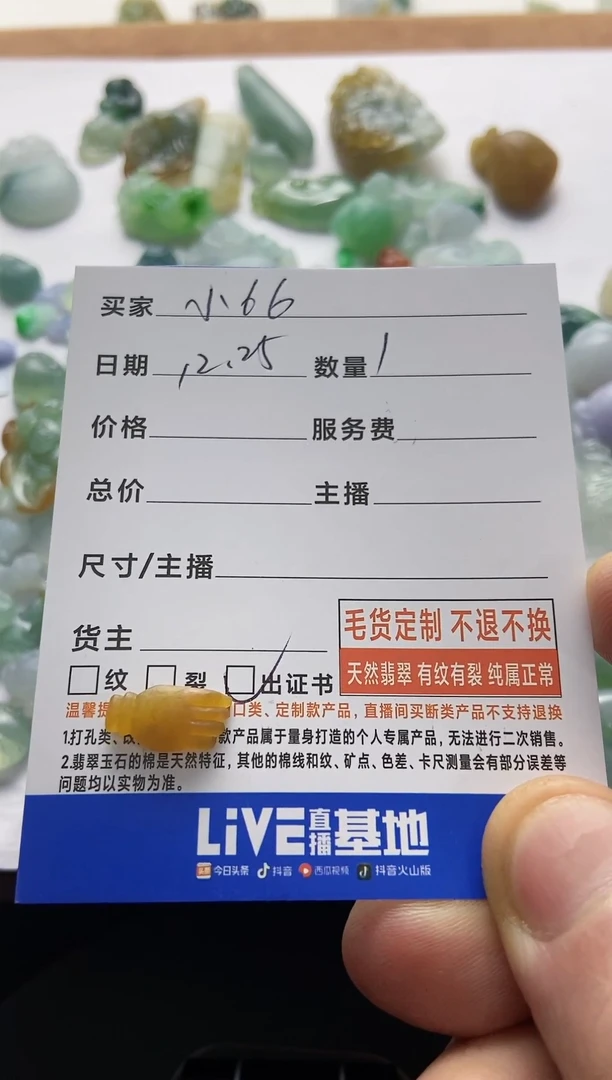 买家 小66
日期 12.25 数量 1
价格 服务费
总价 主播
尺寸/主播
货主
毛货定制 不退不换
天然翡翠 有纹有裂 纯属正常
纹 裂 出证书
温馨 口类、定制款产品，直播间买断类产品不支持退换
1.打孔类、 款产品属于量身打造的个人专属产品，无法进行二次销售。
2.翡翠玉石的棉是天然特征，其他的棉线和纹、矿点、色差、卡尺测量会有部分误差等
问题均以实物为准。
LiVE直播基地
头条 今日头条 抖音 西瓜视频 抖音火山版